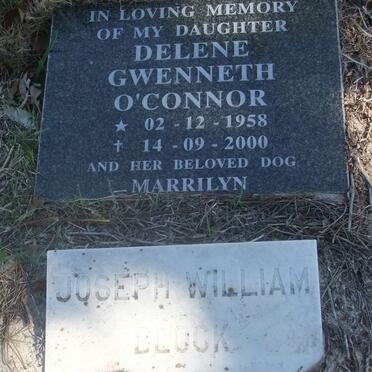 IN LOVING MEMORY
OF MY DAUGHTER
DELENE
GWENNETH
O'CONNOR
★ 02-12-1958
† 14-09-2000
AND HER BELOVED DOG
— MARRILYN
JOSEPH WILLIAM
BLOCK